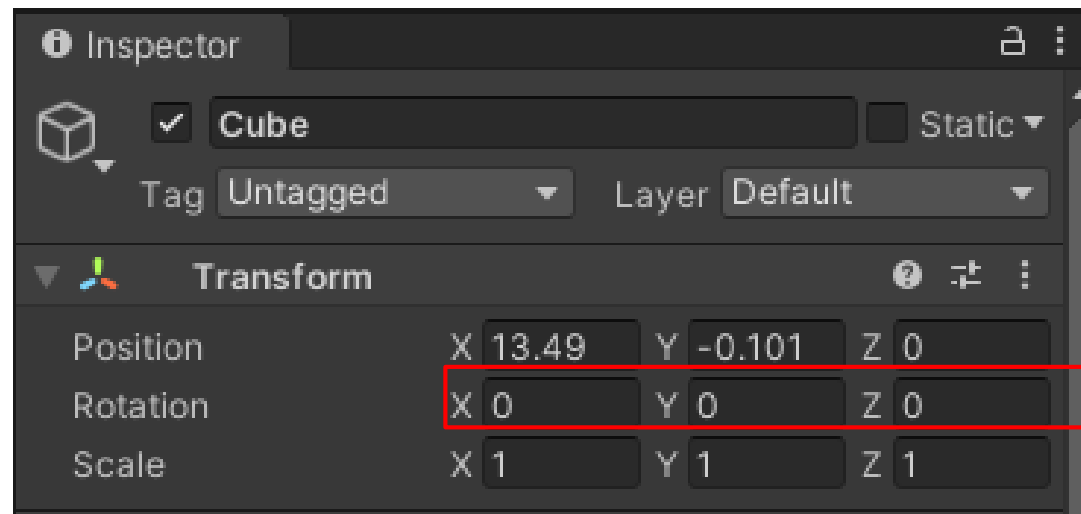 Inspector
Cube Static
Tag Untagged Layer Default
Transform
Position X 13.49 Y -0.101 Z 0
Rotation X 0 Y 0 Z 0
Scale X 1 Y 1 Z 1